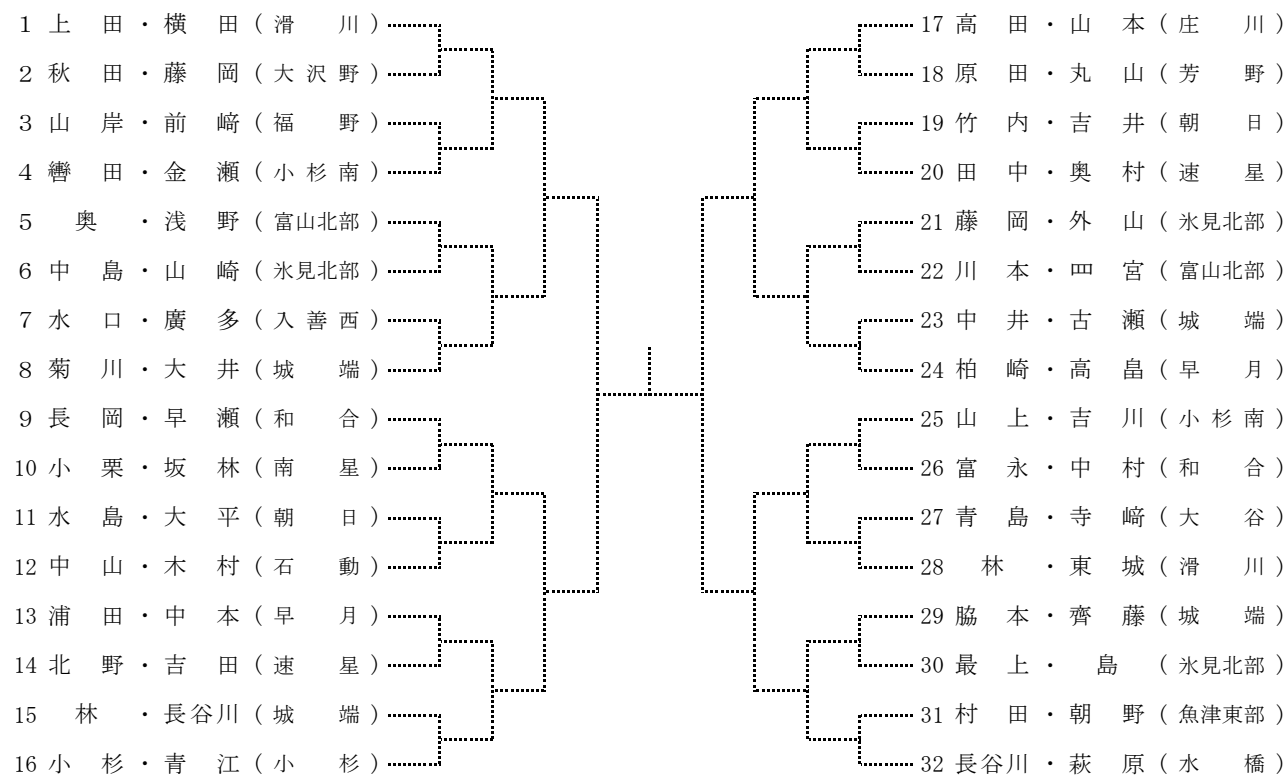 1 上田・横田(滑川)
2 秋田・藤岡(大沢野)
3 山岸・前﨑(福野)
4 轡田・金瀬(小杉南)
5 奥・浅野(富山北部)
6 中島・山崎(氷見北部)
7 水口・廣多(入善西)
8 菊川・大井(城端)
9 長岡・早瀬(和合)
10 小栗・坂林(南星)
11 水島・大平(朝日)
12 中山・木村(石動)
13 浦田・中本(早月)
14 北野・吉田(速星)
15 林・長谷川(城端)
16 小杉・青江(小杉)
17 高田・山本(庄川)
18 原田・丸山(芳野)
19 竹内・吉井(朝日)
20 田中・奥村(速星)
21 藤岡・外山(氷見北部)
22 川本・四宮(富山北部)
23 中井・古瀬(城端)
24 柏崎・高畠(早月)
25 山上・吉川(小杉南)
26 富永・中村(和合)
27 青島・寺﨑(大谷)
28 林・東城(滑川)
29 脇本・齊藤(城端)
30 最上・島(氷見北部)
31 村田・朝野(魚津東部)
32 長谷川・萩原(水橋)